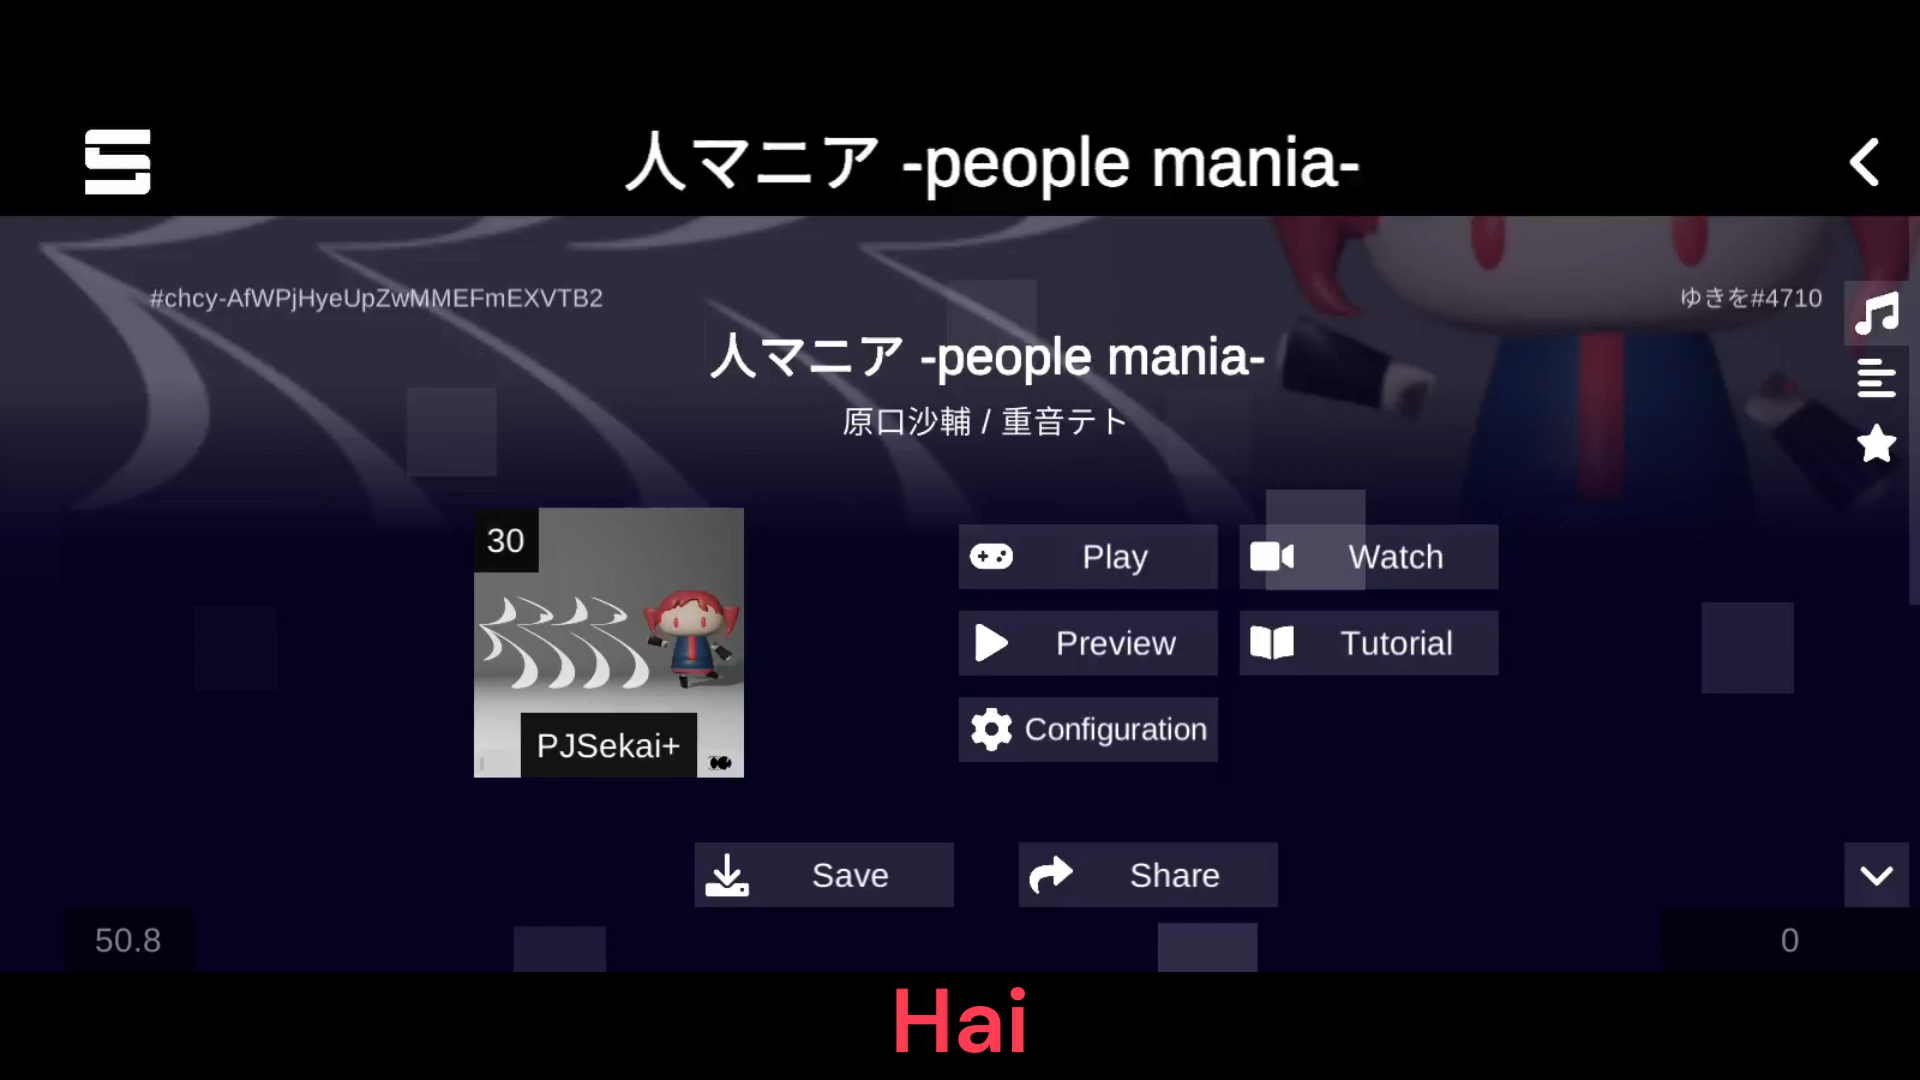 人マニア -people mania-
#chcy-AfWPjHyeUpZwMMEFmEXVTB2
ゆきを#4710
人マニア -people mania-
原口沙輔 / 重音テト
30
PJSekai+
Play
Watch
Preview
Tutorial
Configuration
Save
Share
50.8
0
Hai